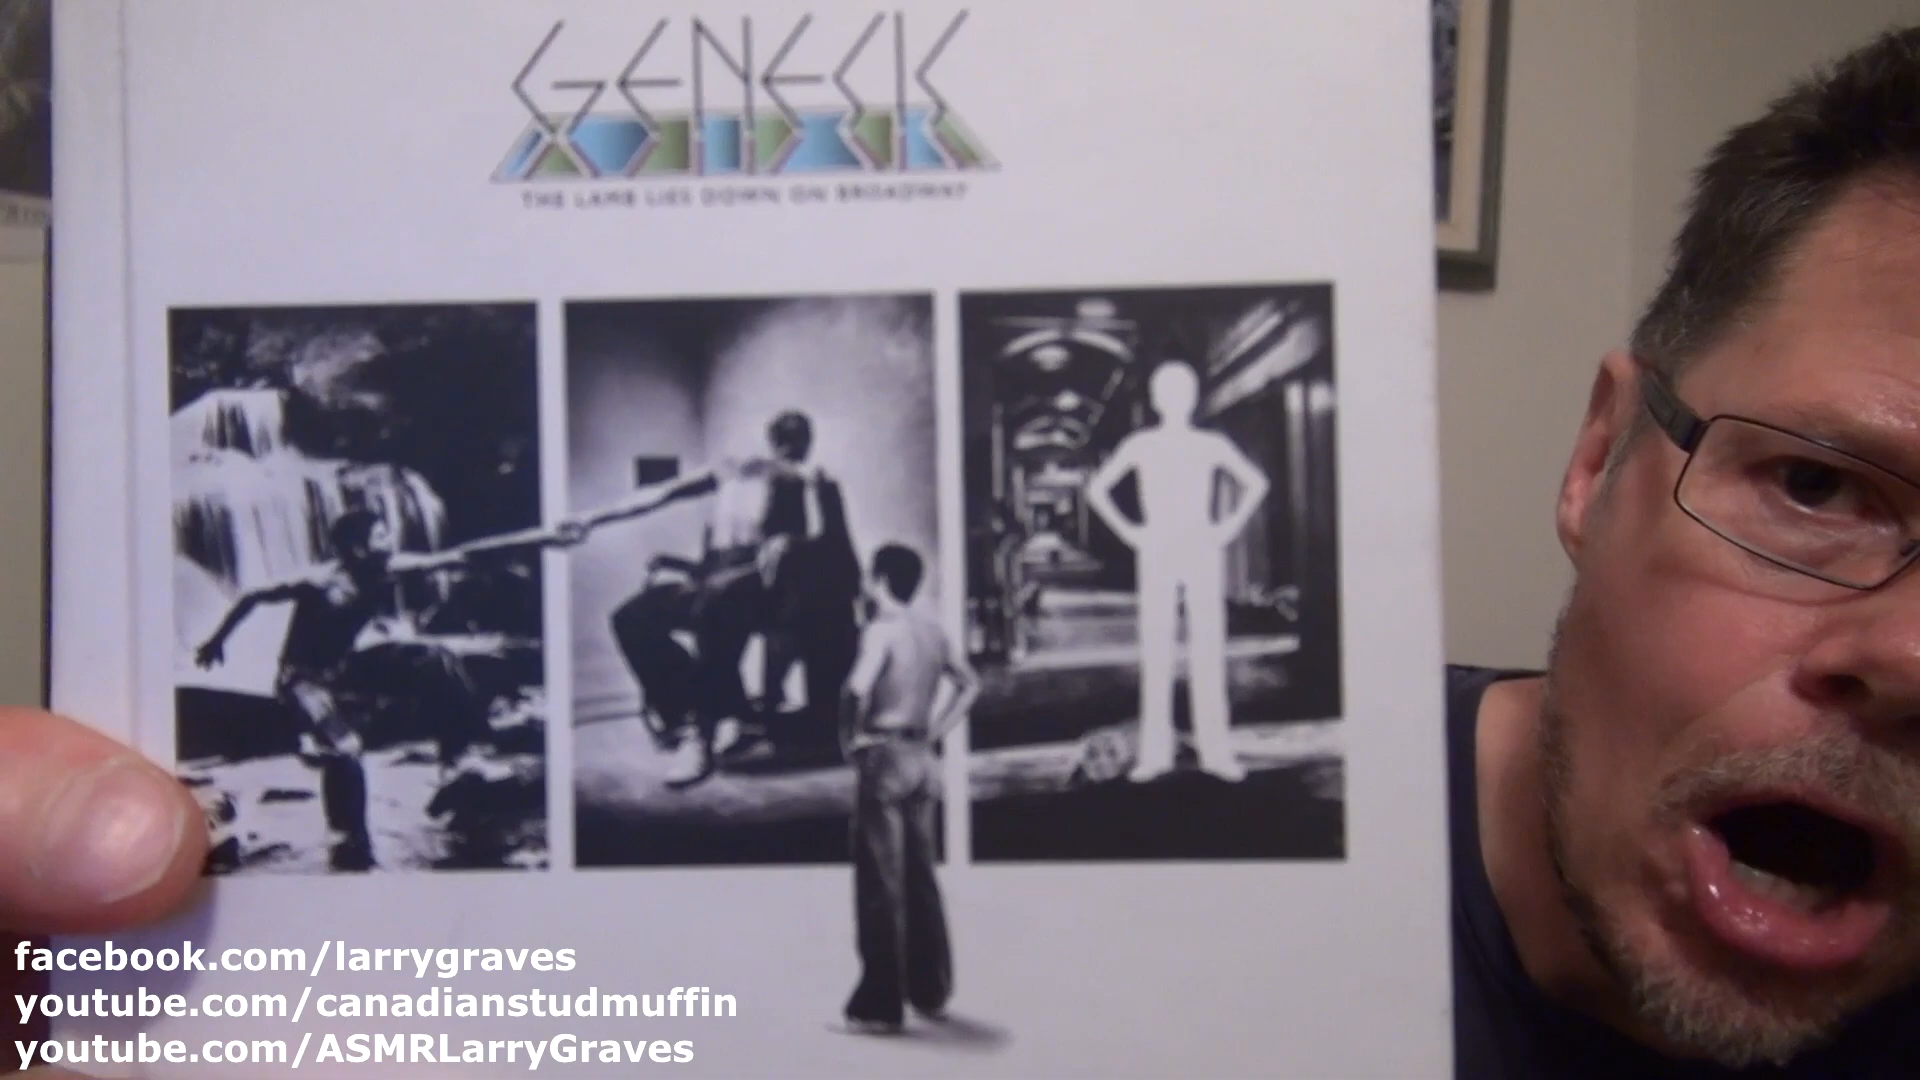 GENESIS
THE LAMB LIES DOWN ON BROADWAY
facebook.com/larrygraves
youtube.com/canadianstudmuffin
youtube.com/ASMRLarryGraves